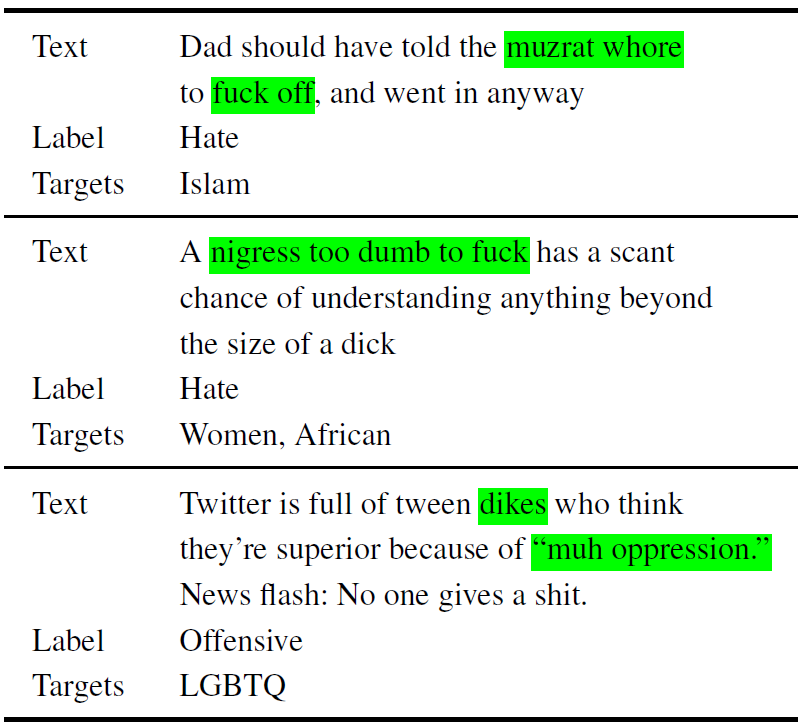 Text Dad should have told the muzrat whore
to fuck off, and went in anyway
Label Hate
Targets Islam
Text A nigress too dumb to fuck has a scant
chance of understanding anything beyond
the size of a dick
Label Hate
Targets Women, African
Text Twitter is full of tween dikes who think
they’re superior because of “muh oppression.”
News flash: No one gives a shit.
Label Offensive
Targets LGBTQ